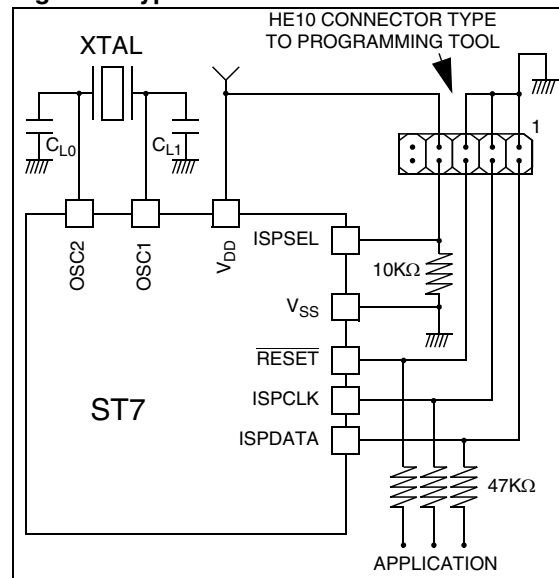 HE10 CONNECTOR TYPE
TO PROGRAMMING TOOL
XTAL
1
CL0
CL1
OSC2
OSC1
VDD
ISPSEL
10KΩ
VSS
RESET
ISPCLK
ST7
ISPDATA
47KΩ
APPLICATION